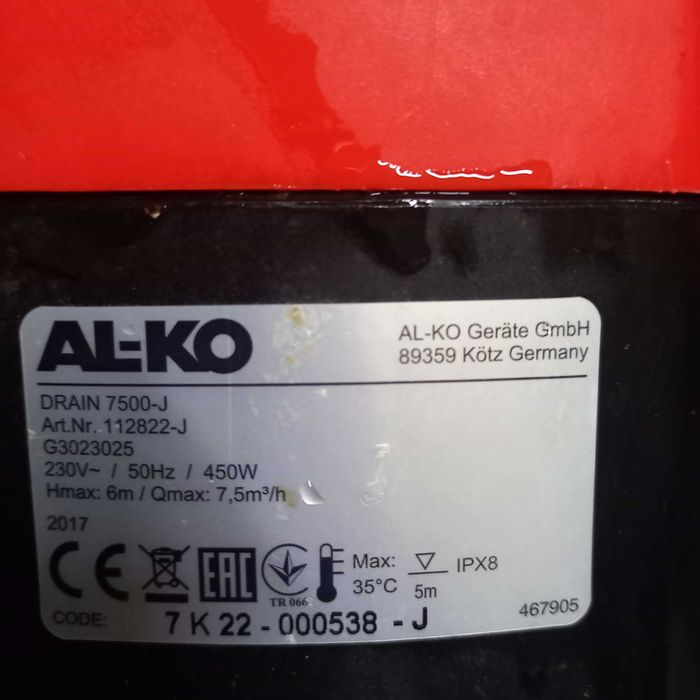 AL-KO
AL-KO Geräte GmbH
89359 Kötz Germany
DRAIN 7500-J
Art.Nr. 112822-J
G3023025
230V~ / 50Hz / 450W
Hmax: 6m / Qmax: 7,5m³/h
2017
CE EAC TR 066 Max: 35°C 5m IPX8
CODE: 7 K 22 - 000538 - J
467905